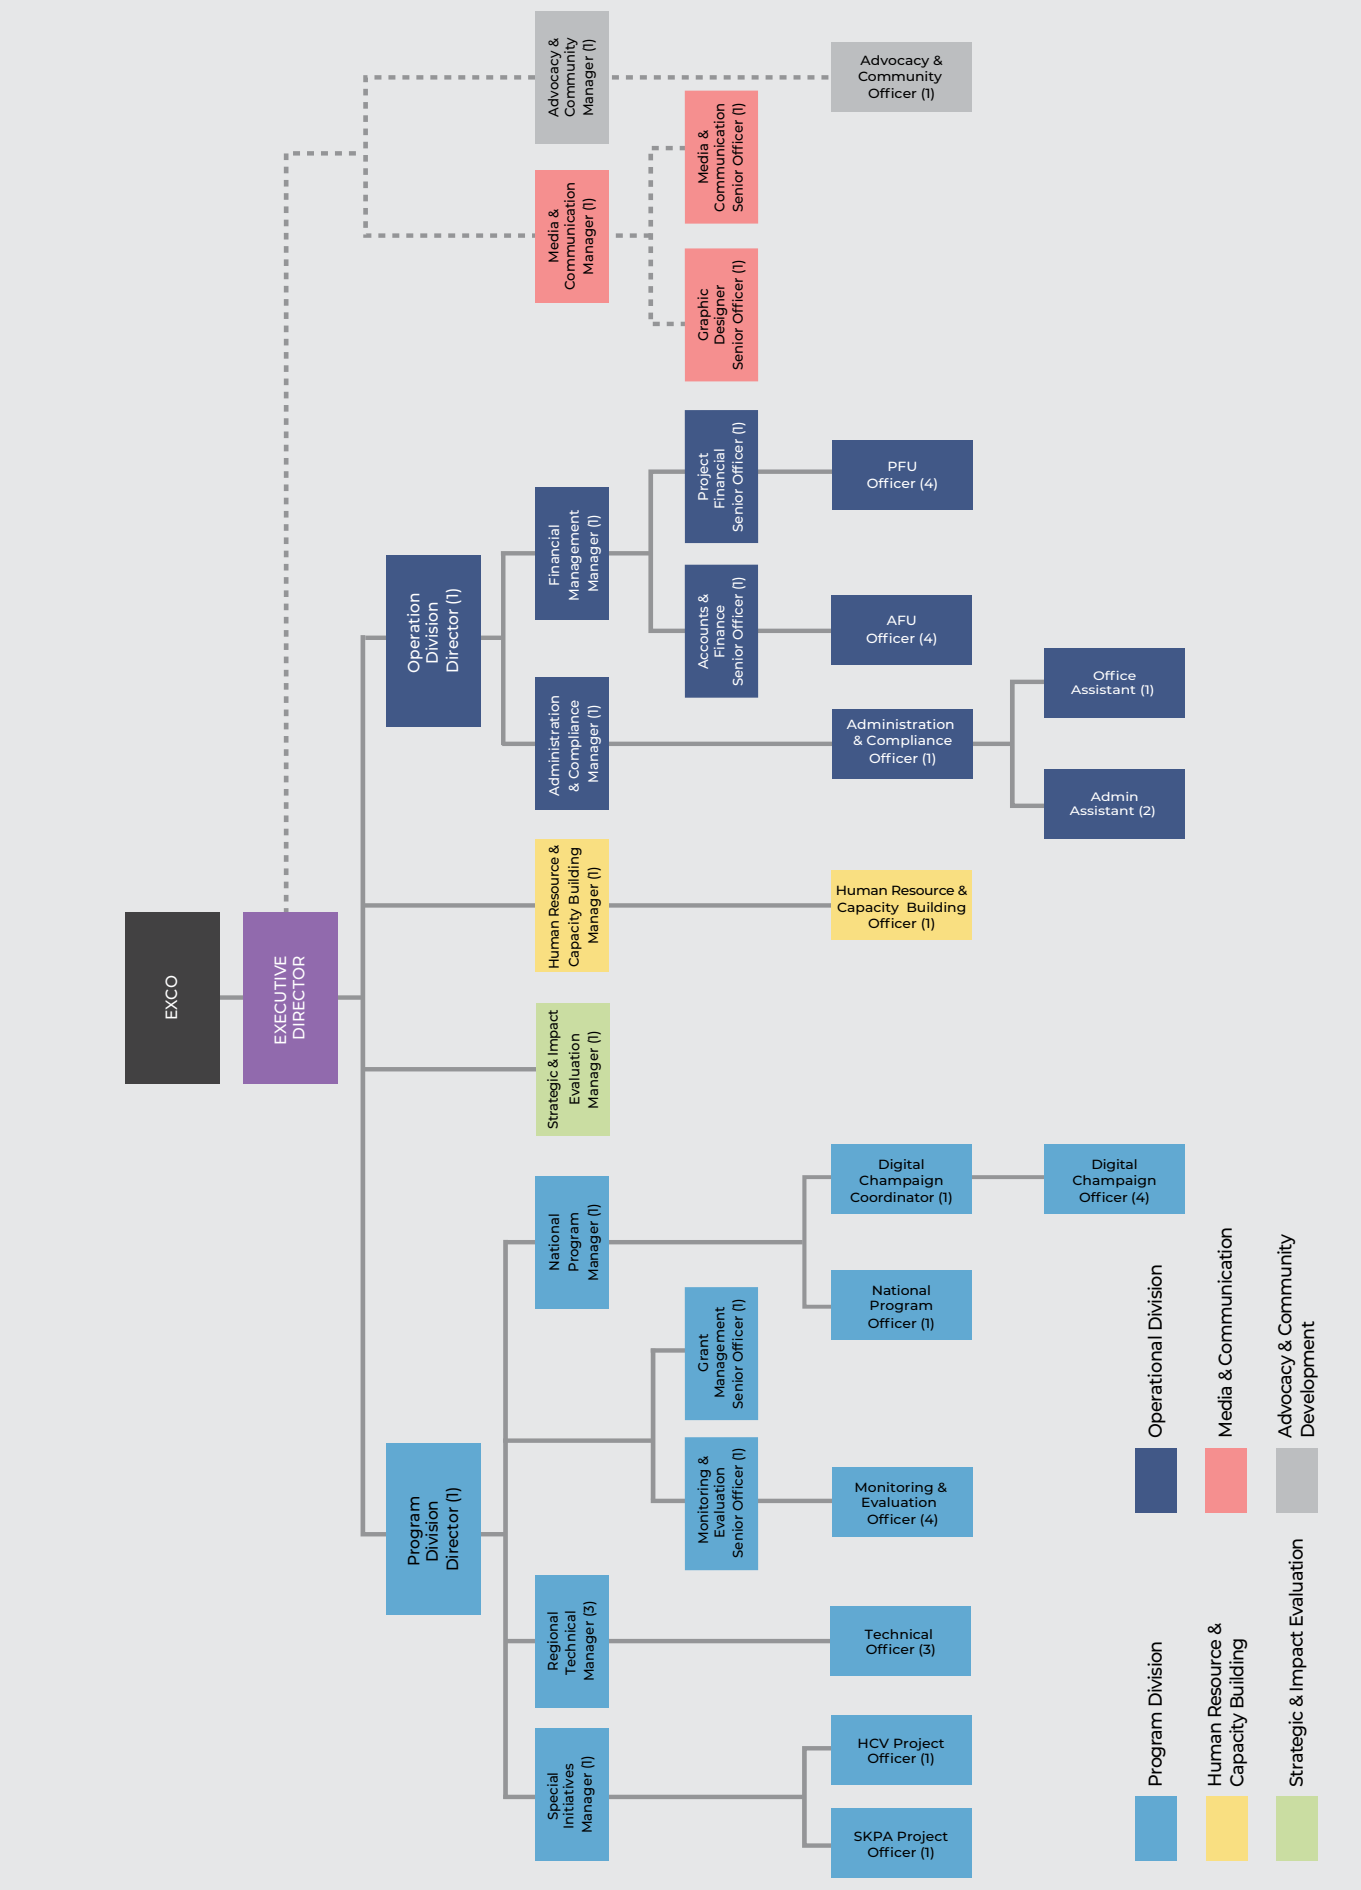 EXCO
EXECUTIVE
DIRECTOR
Program
Division
Director (1)
Operation
Division
Director (1)
Special
Initiatives
Manager (1)
Regional
Technical
Manager (3)
National
Program
Manager (1)
Strategic & Impact
Evaluation
Manager (1)
Human Resource &
Capacity Building
Manager (1)
Administration
& Compliance
Manager (1)
Financial
Management
Manager (1)
Media &
Communication
Manager (1)
Advocacy &
Community
Manager (1)
Monitoring &
Evaluation
Senior Officer (1)
Grant
Management
Senior Officer (1)
Accounts &
Finance
Senior Officer (1)
Project
Financial
Senior Officer (1)
Graphic
Designer
Senior Officer (1)
Media &
Communication
Senior Officer (1)
SKPA Project
Officer (1)
HCV Project
Officer (1)
Technical
Officer (3)
Monitoring &
Evaluation
Officer (4)
National
Program
Officer (1)
Digital
Champaign
Coordinator (1)
Human Resource &
Capacity Building
Officer (1)
Administration
& Compliance
Officer (1)
AFU
Officer (4)
PFU
Officer (4)
Advocacy &
Community
Officer (1)
Digital
Champaign
Officer (4)
Admin
Assistant (2)
Office
Assistant (1)
Program Division
Human Resource &
Capacity Building
Strategic & Impact Evaluation
Operational Division
Media & Communication
Advocacy & Community
Development